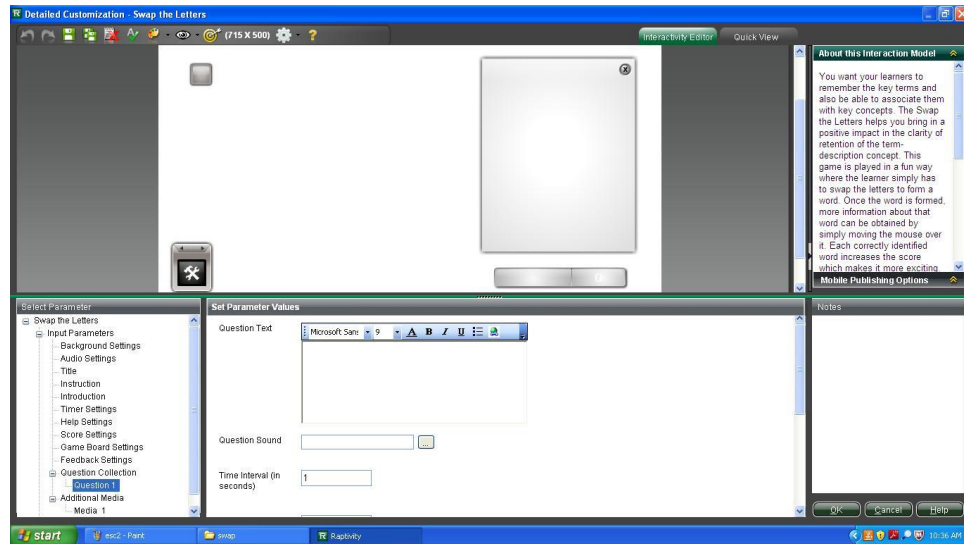 Detailed Customization - Swap the Letters
(715 X 500)
?
Interactivity Editor
Quick View
About this Interaction Model
You want your learners to
remember the key terms and
also be able to associate them
with key concepts. The Swap
the Letters helps you bring in a
positive impact in the clarity of
retention of the term-
description concept. This
game is played in a fun way
where the learner simply has
to swap the letters to form a
word. Once the word is formed,
more information about that
word can be obtained by
simply moving the mouse over
it. Each correctly identified
word increases the score
which makes it more exciting
Mobile Publishing Options
Select Parameter
Swap the Letters
Input Parameters
Background Settings
Audio Settings
Title
Instruction
Introduction
Timer Settings
Help Settings
Score Settings
Game Board Settings
Feedback Settings
Question Collection
Question 1
Additional Media
Media 1
Set Parameter Values
Question Text
Microsoft Sans
9
A B I U
Question Sound
...
Time Interval (in
seconds)
1
Notes
OK
Cancel
Help
start
esc2 - Paint
swap
Raptivity
10:36 AM